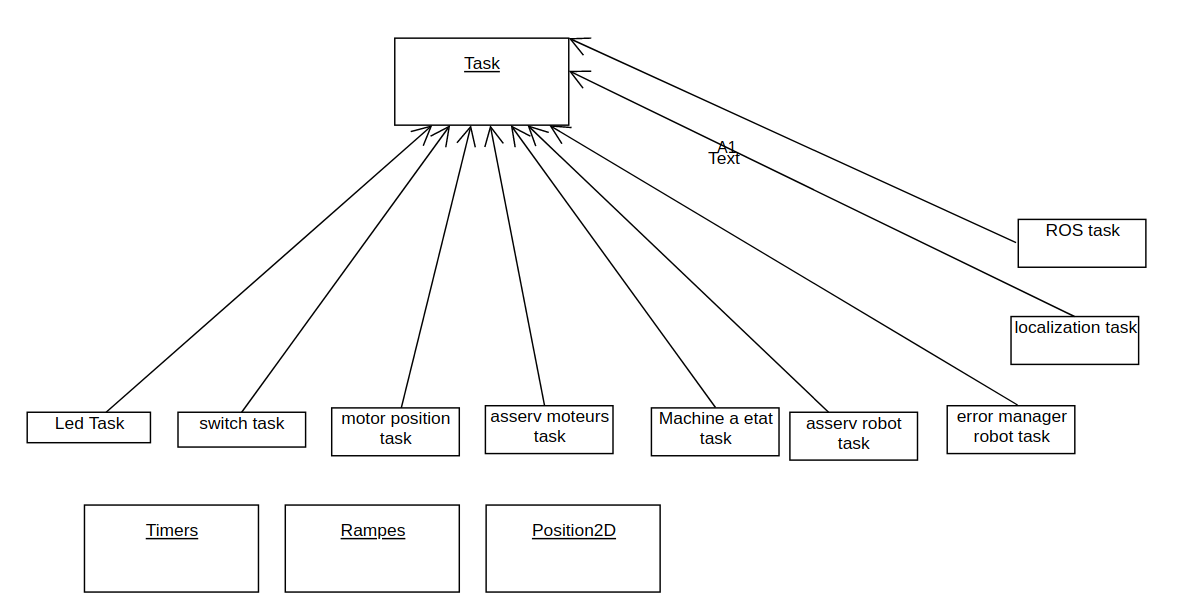 Task
A1
Text
ROS task
localization task
Led Task
switch task
motor position
task
asserv moteurs
task
Machine a etat
task
asserv robot
task
error manager
robot task
Timers
Rampes
Position2D